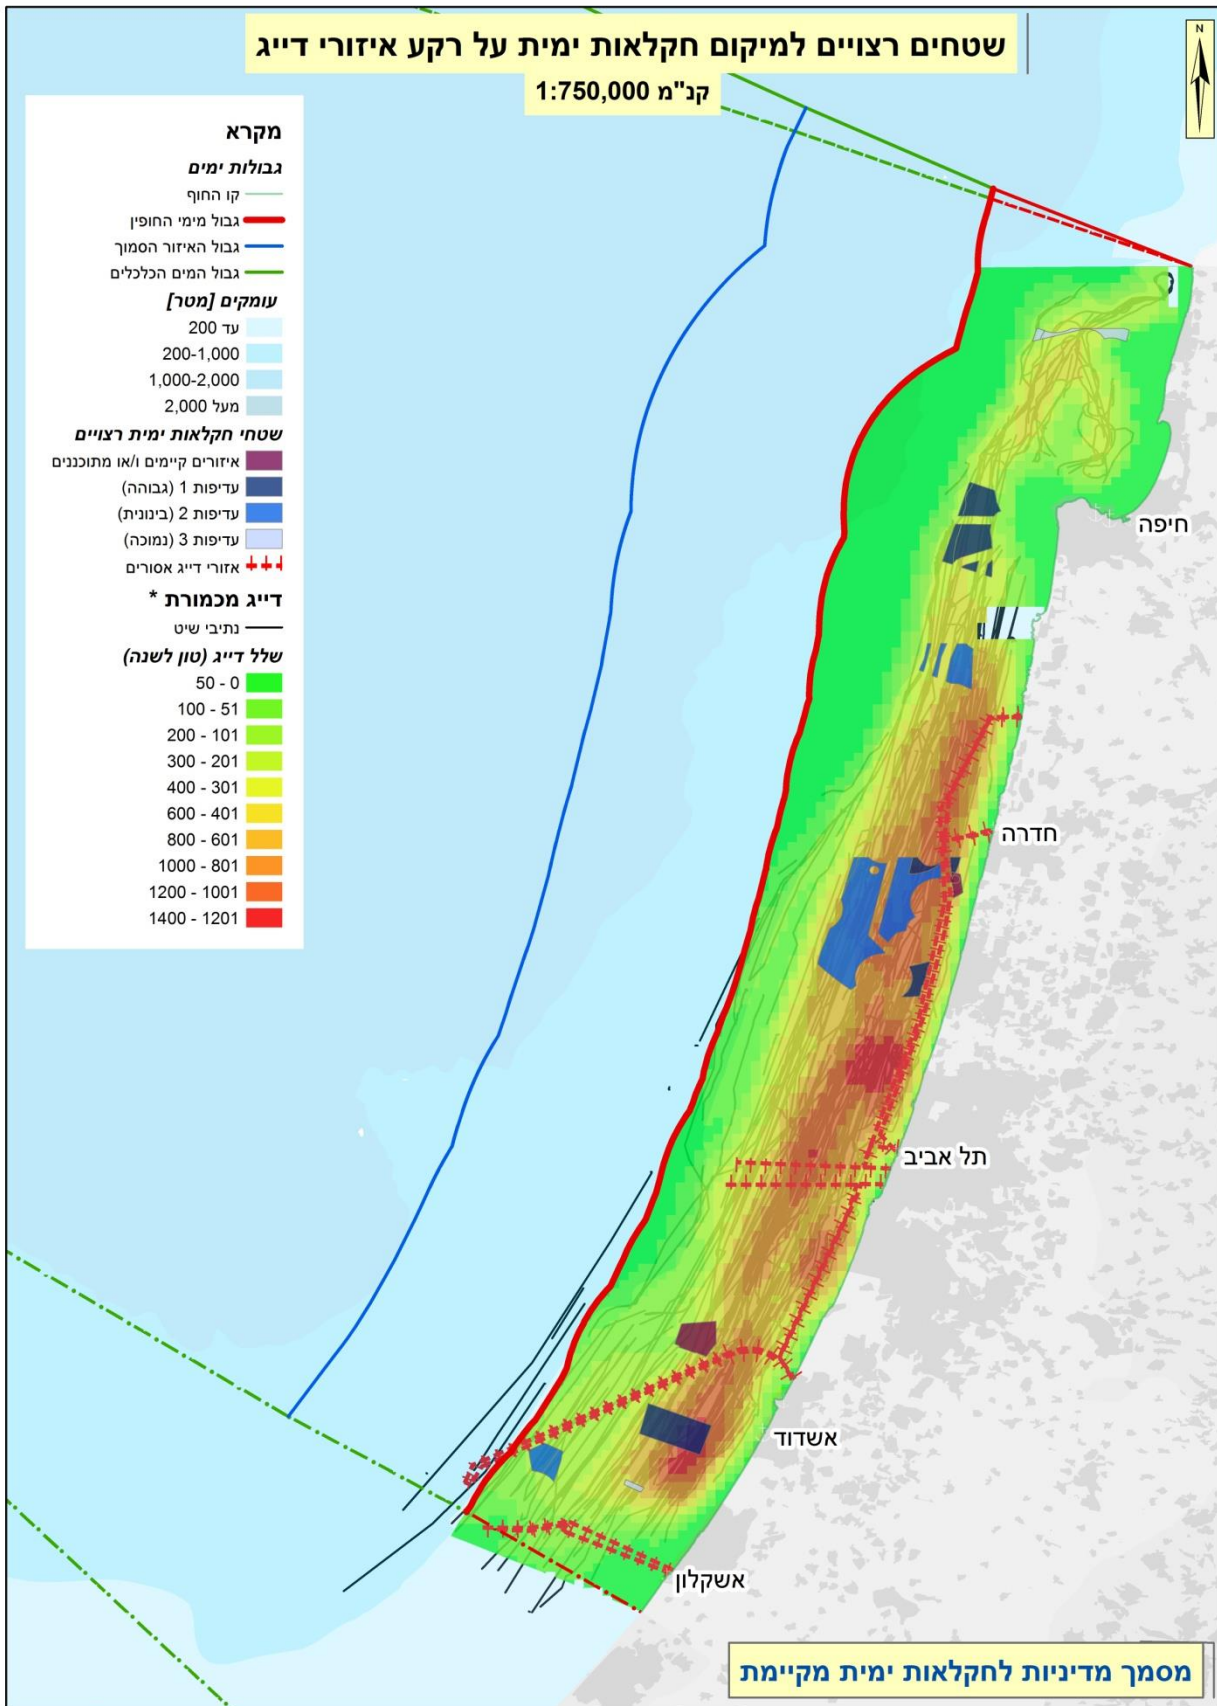 שטחים רצויים למיקום חקלאות ימית על רקע איזורי דייג
קנ"מ 1:750,000
N
מקרא
גבולות ימים
קו החוף
גבול מימי החופין
גבול האיזור הסמוך
גבול המים הכלכלים
עומקים [מטר]
עד 200
200-1,000
1,000-2,000
מעל 2,000
שטחי חקלאות ימית רצויים
איזורים קיימים ו/או מתוכננים
עדיפות 1 (גבוהה)
עדיפות 2 (בינונית)
עדיפות 3 (נמוכה)
אזורי דייג אסורים
דייג מכמורת *
נתיבי שיט
שלל דייג (טון לשנה)
50 - 0
100 - 51
200 - 101
300 - 201
400 - 301
600 - 401
800 - 601
1000 - 801
1200 - 1001
1400 - 1201
חיפה
חדרה
תל אביב
אשדוד
אשקלון
מסמך מדיניות לחקלאות ימית מקיימת